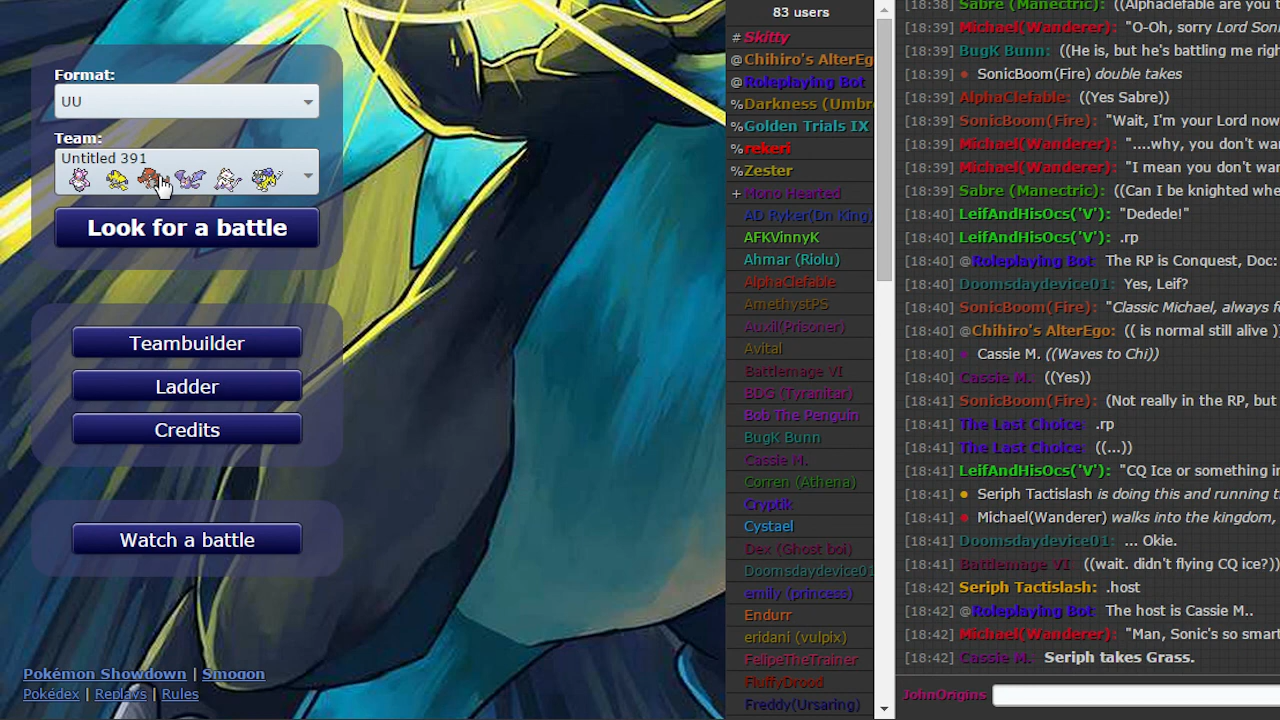 Format:
UU
Team:
Untitled 391
Look for a battle
Teambuilder
Ladder
Credits
Watch a battle
Pokémon Showdown | Smogon
Pokédex | Replays | Rules
83 users
#Skitty
@Chihiro's AlterEg
@Roleplaying Bot
%Darkness (Umbr
%Golden Trials IX
%rekeri
%Zester
+Mono Hearted
AD Ryker(Dn King)
AFKVinnyK
Ahmar (Riolu)
AlphaClefable
AmethystPS
Auxil(Prisoner)
Avital
Battlemage VI
BDG (Tyranitar)
Bob The Penguin
BugK Bunn
Cassie M.
Corren (Athena)
Cryptik
Cystael
Dex (Ghost boi)
Doomsdaydevice01
emily (princess)
Endurr
eridani (vulpix)
FelipeTheTrainer
FluffyDrood
Freddy(Ursaring)
[18:38] Sabre (Manectric): ((Alphaclefable are you t
[18:39] Michael(Wanderer): "O-Oh, sorry Lord Soni
[18:39] BugK Bunn: ((He is, but he's battling me righ
[18:39] • SonicBoom(Fire) double takes
[18:39] AlphaClefable: ((Yes Sabre))
[18:39] SonicBoom(Fire): "Wait, I'm your Lord now
[18:39] Michael(Wanderer): "....why, you don't wan
[18:39] Michael(Wanderer): "I mean you don't wan
[18:39] Sabre (Manectric): ((Can I be knighted whe
[18:40] LeifAndHisOcs('V'): "Dedede!"
[18:40] LeifAndHisOcs('V'): .rp
[18:40] @Roleplaying Bot: The RP is Conquest, Doc:
[18:40] Doomsdaydevice01: Yes, Leif?
[18:40] SonicBoom(Fire): "Classic Michael, always fo
[18:40] @Chihiro's AlterEgo: (( is normal still alive )
[18:40] • Cassie M. ((Waves to Chi))
[18:40] Cassie M.: ((Yes))
[18:41] SonicBoom(Fire): (Not really in the RP, but
[18:41] The Last Choice: .rp
[18:41] The Last Choice: ((...))
[18:41] LeifAndHisOcs('V'): "CQ Ice or something in
[18:41] • Seriph Tactislash is doing this and running t
[18:41] • Michael(Wanderer) walks into the kingdom,
[18:41] Doomsdaydevice01: ... Okie.
[18:41] Battlemage VI: ((wait. didn't flying CQ ice?))
[18:42] Seriph Tactislash: .host
[18:42] @Roleplaying Bot: The host is Cassie M..
[18:42] Michael(Wanderer): "Man, Sonic's so smart
[18:42] Cassie M.: Seriph takes Grass.
JohnOrigins: